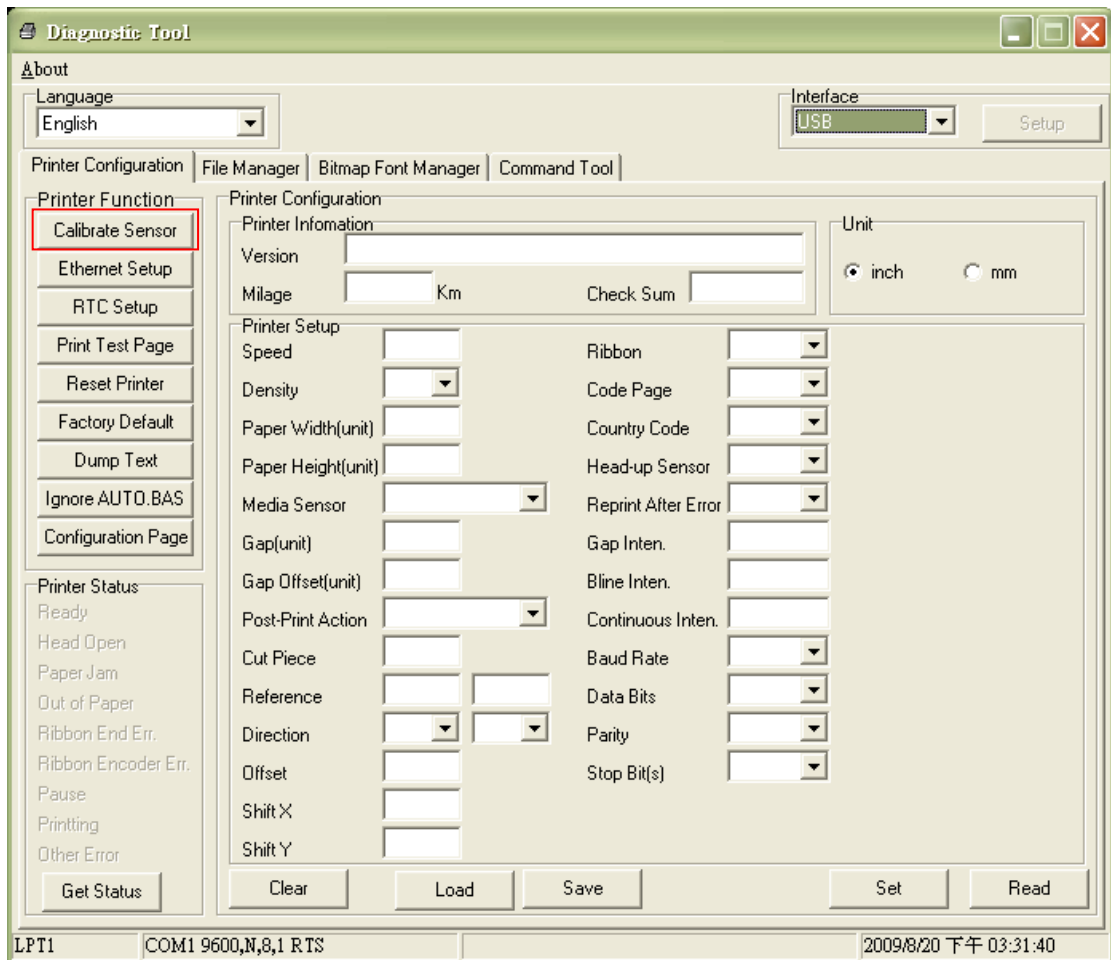 Diagnostic Tool
About
Language
English
Interface
USB
Setup
Printer Configuration File Manager Bitmap Font Manager Command Tool
Printer Function
Calibrate Sensor
Ethernet Setup
RTC Setup
Print Test Page
Reset Printer
Factory Default
Dump Text
Ignore AUTO.BAS
Configuration Page
Printer Status
Ready
Head Open
Paper Jam
Out of Paper
Ribbon End Err.
Ribbon Encoder Err.
Pause
Printting
Other Error
Get Status
Printer Configuration
Printer Infomation
Version
Milage Km Check Sum
Unit
inch mm
Printer Setup
Speed Ribbon
Density Code Page
Paper Width(unit) Country Code
Paper Height(unit) Head-up Sensor
Media Sensor Reprint After Error
Gap(unit) Gap Inten.
Gap Offset(unit) Bline Inten.
Post-Print Action Continuous Inten.
Cut Piece Baud Rate
Reference Data Bits
Direction Parity
Offset Stop Bit(s)
Shift X
Shift Y
Clear Load Save Set Read
LPT1 COM1 9600,N,8,1 RTS 2009/8/20 下午 03:31:40